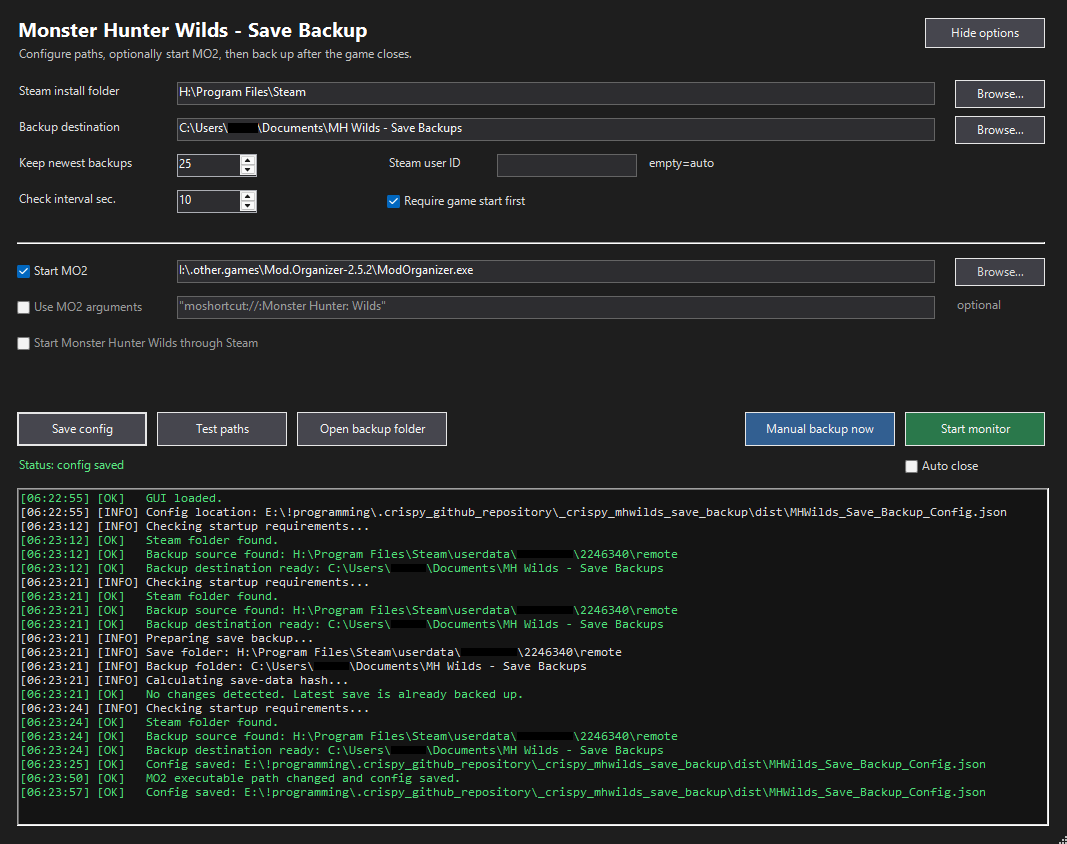 Monster Hunter Wilds - Save Backup
Hide options
Configure paths, optionally start MO2, then back up after the game closes.
Steam install folder H:\Program Files\Steam Browse...
Backup destination C:\Users\ \Documents\MH Wilds - Save Backups Browse...
Keep newest backups 25 Steam user ID empty=auto
Check interval sec. 10 Require game start first
Start MO2 I:\.other.games\Mod.Organizer-2.5.2\ModOrganizer.exe Browse...
Use MO2 arguments "moshortcut://:Monster Hunter: Wilds" optional
Start Monster Hunter Wilds through Steam
Save config Test paths Open backup folder Manual backup now Start monitor
Status: config saved Auto close
[06:22:55] [OK] GUI loaded.
[06:22:55] [INFO] Config location: E:\!programming\.crispy_github_repository\_crispy_mhwilds_save_backup\dist\MHWilds_Save_Backup_Config.json
[06:23:12] [INFO] Checking startup requirements...
[06:23:12] [OK] Steam folder found.
[06:23:12] [OK] Backup source found: H:\Program Files\Steam\userdata\ \2246340\remote
[06:23:12] [OK] Backup destination ready: C:\Users\ \Documents\MH Wilds - Save Backups
[06:23:21] [INFO] Checking startup requirements...
[06:23:21] [OK] Steam folder found.
[06:23:21] [OK] Backup source found: H:\Program Files\Steam\userdata\ \2246340\remote
[06:23:21] [OK] Backup destination ready: C:\Users\ \Documents\MH Wilds - Save Backups
[06:23:21] [INFO] Preparing save backup...
[06:23:21] [INFO] Save folder: H:\Program Files\Steam\userdata\ \2246340\remote
[06:23:21] [INFO] Backup folder: C:\Users\ \Documents\MH Wilds - Save Backups
[06:23:21] [INFO] Calculating save-data hash...
[06:23:21] [OK] No changes detected. Latest save is already backed up.
[06:23:24] [INFO] Checking startup requirements...
[06:23:24] [OK] Steam folder found.
[06:23:24] [OK] Backup source found: H:\Program Files\Steam\userdata\ \2246340\remote
[06:23:24] [OK] Backup destination ready: C:\Users\ \Documents\MH Wilds - Save Backups
[06:23:25] [OK] Config saved: E:\!programming\.crispy_github_repository\_crispy_mhwilds_save_backup\dist\MHWilds_Save_Backup_Config.json
[06:23:50] [OK] MO2 executable path changed and config saved.
[06:23:57] [OK] Config saved: E:\!programming\.crispy_github_repository\_crispy_mhwilds_save_backup\dist\MHWilds_Save_Backup_Config.json